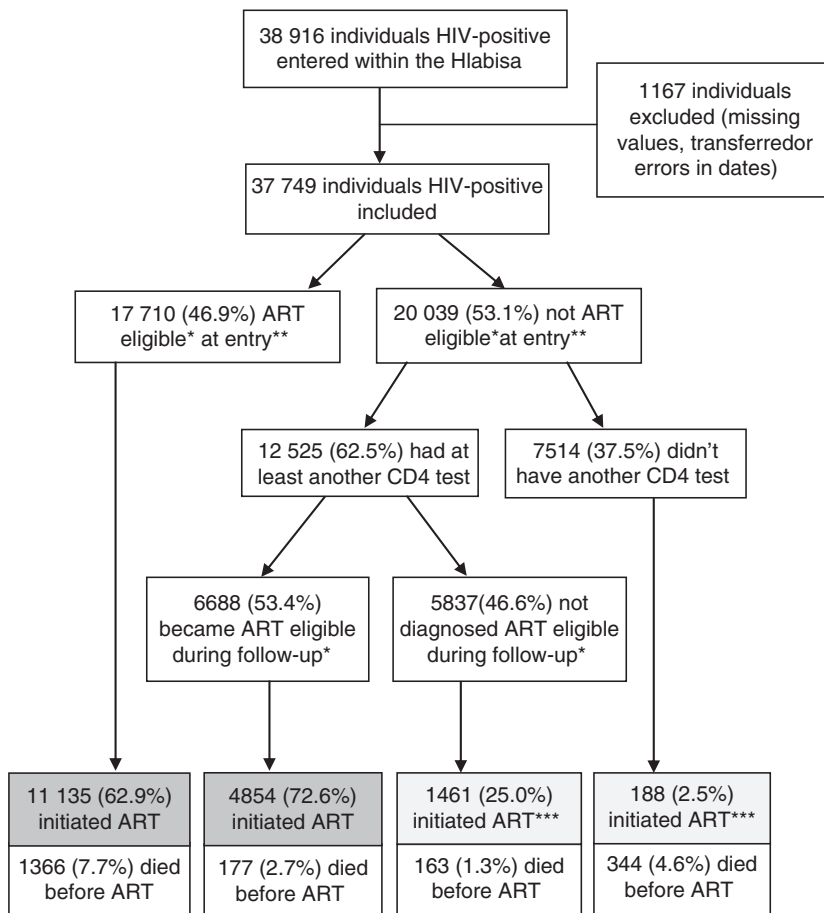 38 916 individuals HIV-positive
entered within the Hlabisa
1167 individuals
excluded (missing
values, transferredor
errors in dates)
37 749 individuals HIV-positive
included
17 710 (46.9%) ART
eligible* at entry**
20 039 (53.1%) not ART
eligible*at entry**
12 525 (62.5%) had at
least another CD4 test
7514 (37.5%) didn't
have another CD4 test
6688 (53.4%)
became ART eligible
during follow-up*
5837(46.6%) not
diagnosed ART eligible
during follow-up*
11 135 (62.9%)
initiated ART
1366 (7.7%) died
before ART
4854 (72.6%)
initiated ART
177 (2.7%) died
before ART
1461 (25.0%)
initiated ART***
163 (1.3%) died
before ART
188 (2.5%)
initiated ART***
344 (4.6%) died
before ART